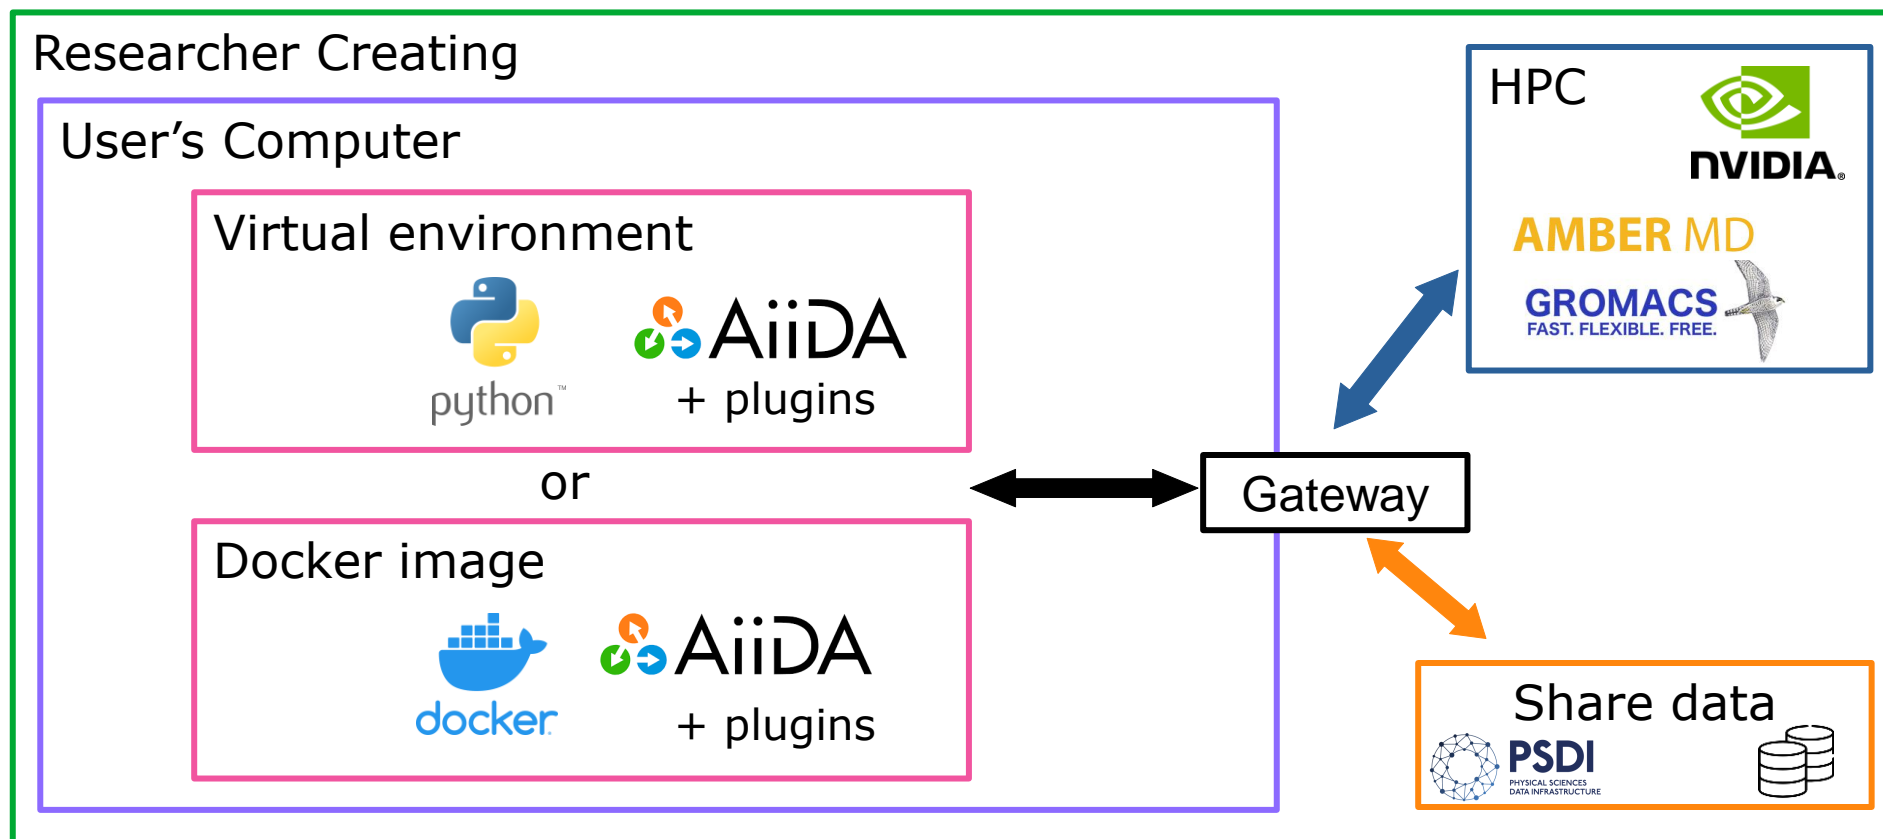 Researcher Creating
User’s Computer
Virtual environment
python™
AiiDA
+ plugins
or
Docker image
docker
AiiDA
+ plugins
Gateway
HPC
NVIDIA®
AMBER MD
GROMACS
FAST. FLEXIBLE. FREE.
Share data
PSDI
PHYSICAL SCIENCES
DATA INFRASTRUCTURE